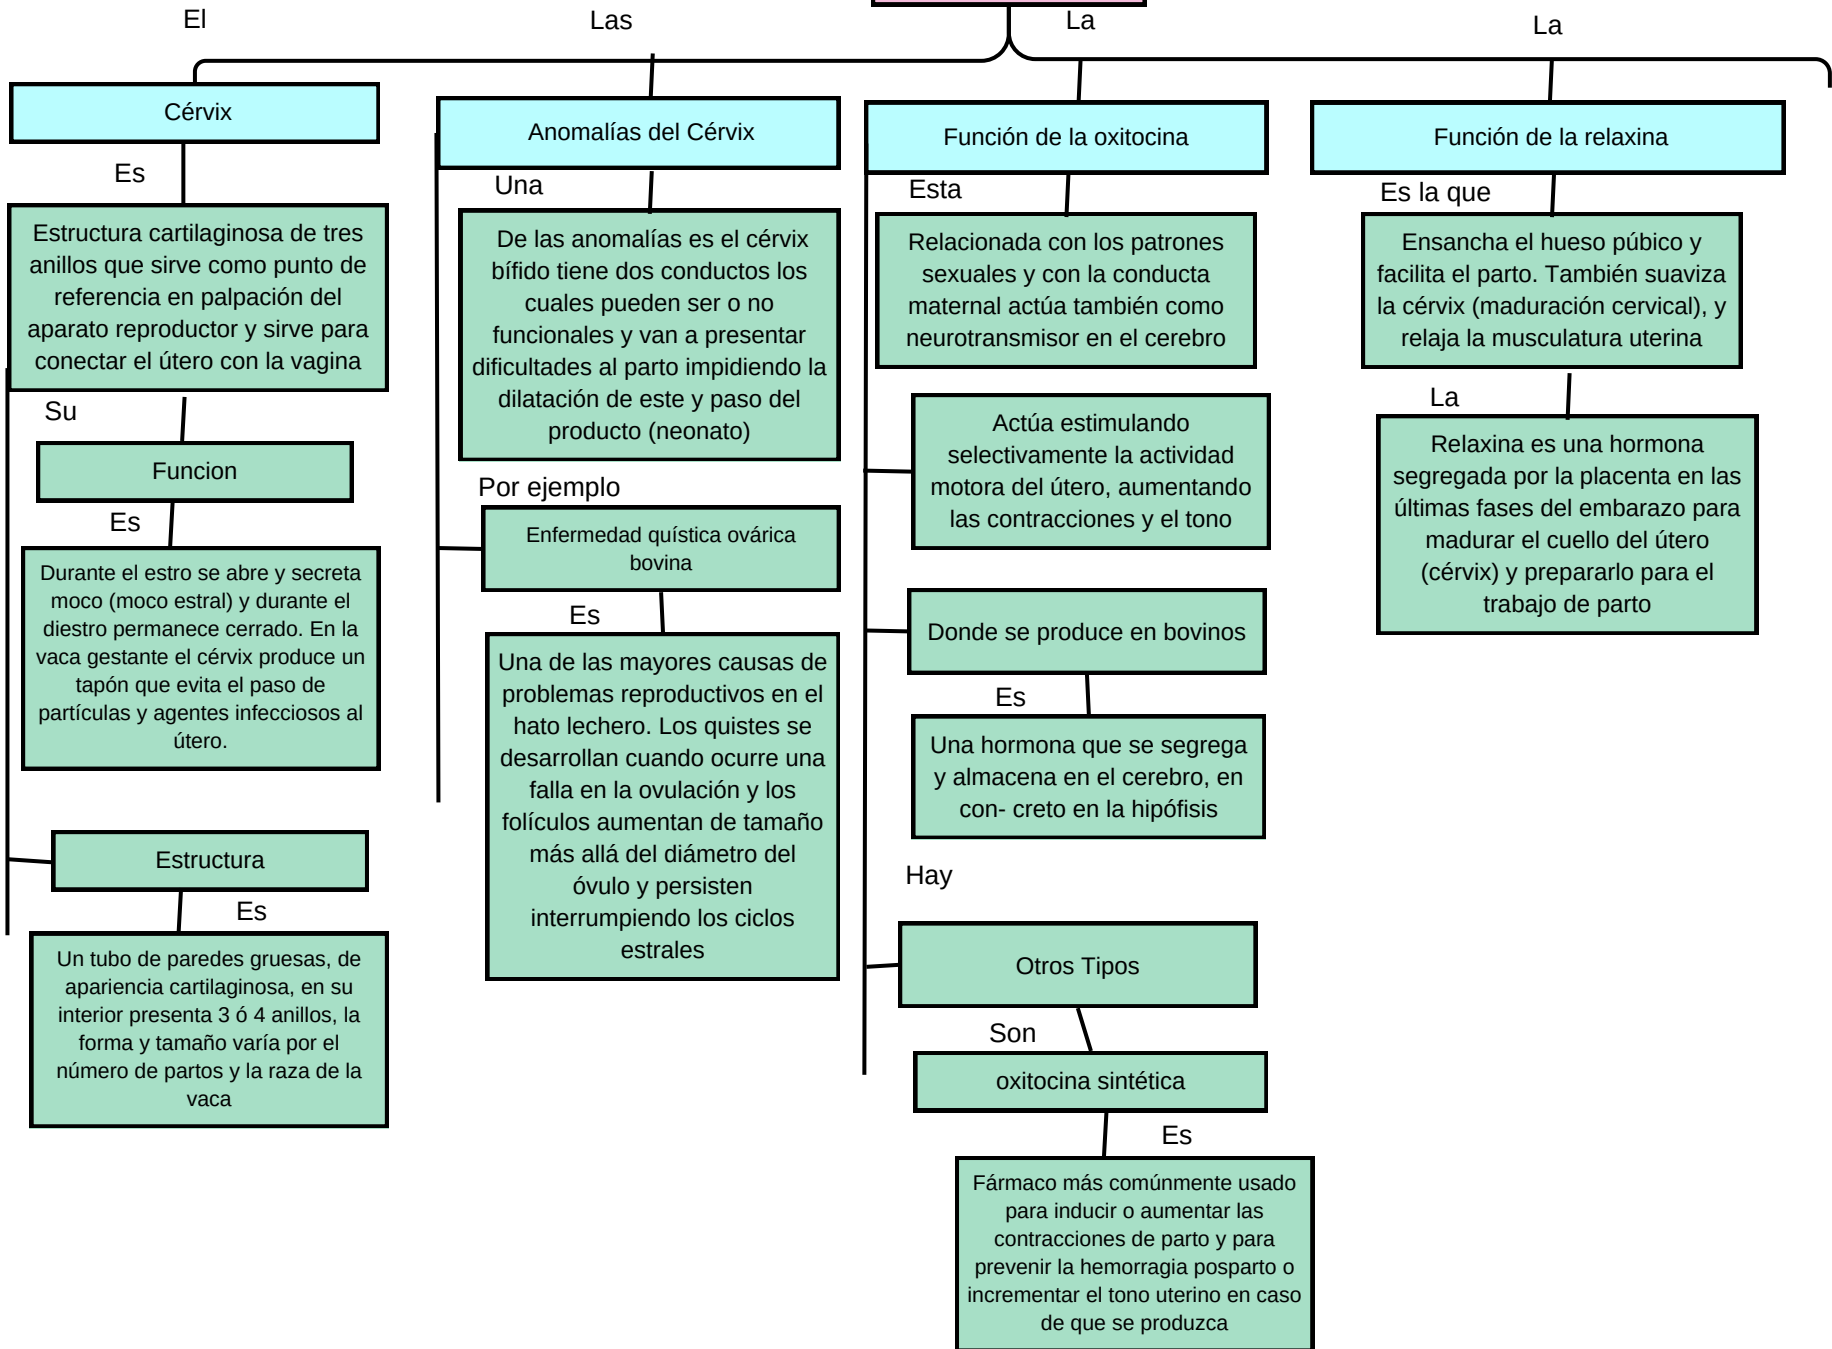 El
Las
La
La
Cérvix
Es
Estructura cartilaginosa de tres
anillos que sirve como punto de
referencia en palpación del
aparato reproductor y sirve para
conectar el útero con la vagina
Su
Funcion
Es
Durante el estro se abre y secreta
moco (moco estral) y durante el
diestro permanece cerrado. En la
vaca gestante el cérvix produce un
tapón que evita el paso de
partículas y agentes infecciosos al
útero.
Estructura
Es
Un tubo de paredes gruesas, de
apariencia cartilaginosa, en su
interior presenta 3 ó 4 anillos, la
forma y tamaño varía por el
número de partos y la raza de la
vaca
Anomalías del Cérvix
Una
De las anomalías es el cérvix
bífido tiene dos conductos los
cuales pueden ser o no
funcionales y van a presentar
dificultades al parto impidiendo la
dilatación de este y paso del
producto (neonato)
Por ejemplo
Enfermedad quística ovárica
bovina
Es
Una de las mayores causas de
problemas reproductivos en el
hato lechero. Los quistes se
desarrollan cuando ocurre una
falla en la ovulación y los
folículos aumentan de tamaño
más allá del diámetro del
óvulo y persisten
interrumpiendo los ciclos
estrales
Función de la oxitocina
Esta
Relacionada con los patrones
sexuales y con la conducta
maternal actúa también como
neurotransmisor en el cerebro
Actúa estimulando
selectivamente la actividad
motora del útero, aumentando
las contracciones y el tono
Donde se produce en bovinos
Es
Una hormona que se segrega
y almacena en el cerebro, en
con- creto en la hipófisis
Hay
Otros Tipos
Son
oxitocina sintética
Es
Fármaco más comúnmente usado
para inducir o aumentar las
contracciones de parto y para
prevenir la hemorragia posparto o
incrementar el tono uterino en caso
de que se produzca
Función de la relaxina
Es la que
Ensancha el hueso púbico y
facilita el parto. También suaviza
la cérvix (maduración cervical), y
relaja la musculatura uterina
La
Relaxina es una hormona
segregada por la placenta en las
últimas fases del embarazo para
madurar el cuello del útero
(cérvix) y prepararlo para el
trabajo de parto